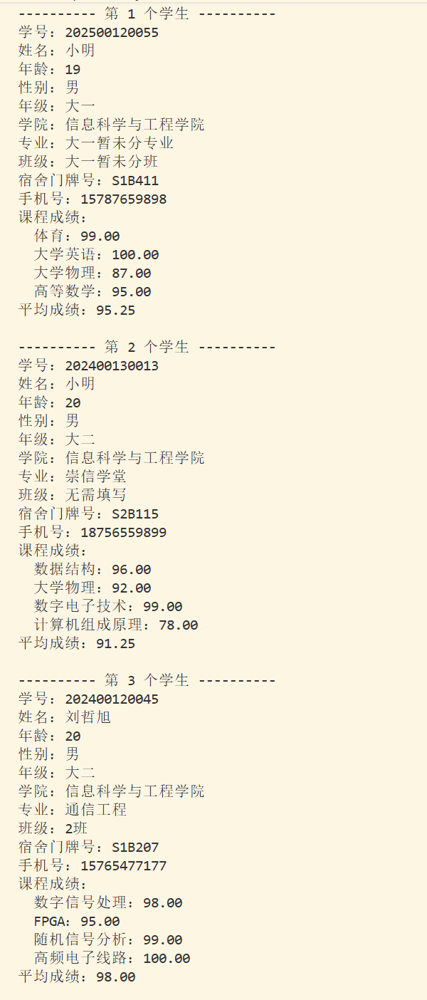 ---------- 第 1 个学生 ----------
学号：202500120055
姓名：小明
年龄：19
性别：男
年级：大一
学院：信息科学与工程学院
专业：大一暂未分专业
班级：大一暂未分班
宿舍门牌号：S1B411
手机号：15787659898
课程成绩：
体育：99.00
大学英语：100.00
大学物理：87.00
高等数学：95.00
平均成绩：95.25
---------- 第 2 个学生 ----------
学号：202400130013
姓名：小明
年龄：20
性别：男
年级：大二
学院：信息科学与工程学院
专业：崇信学堂
班级：无需填写
宿舍门牌号：S2B115
手机号：18756559899
课程成绩：
数据结构：96.00
大学物理：92.00
数字电子技术：99.00
计算机组成原理：78.00
平均成绩：91.25
---------- 第 3 个学生 ----------
学号：202400120045
姓名：刘哲旭
年龄：20
性别：男
年级：大二
学院：信息科学与工程学院
专业：通信工程
班级：2班
宿舍门牌号：S1B207
手机号：15765477177
课程成绩：
数字信号处理：98.00
FPGA：95.00
随机信号分析：99.00
高频电子线路：100.00
平均成绩：98.00